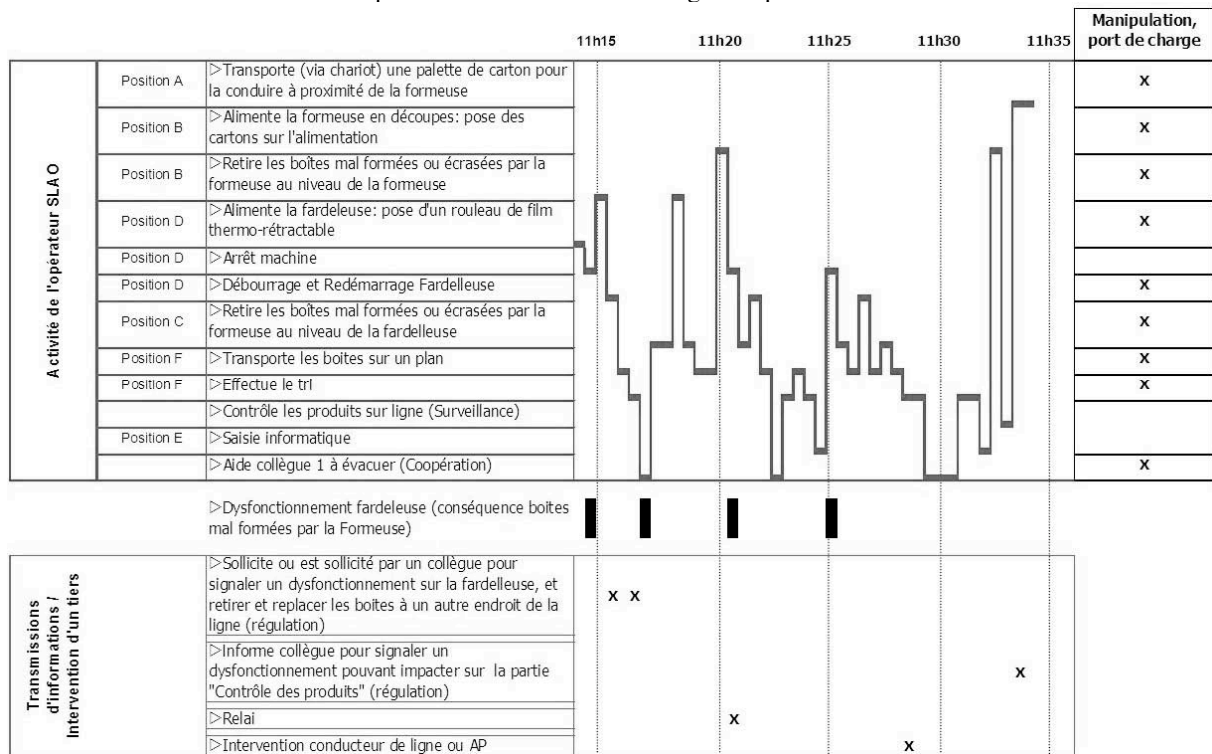 11h15 11h20 11h25 11h30 11h35
Manipulation,
port de charge
Activité de l'opérateur SLAO
Position A
▷Transporte (via chariot) une palette de carton pour
la conduire à proximité de la formeuse
X
Position B
▷Alimente la formeuse en découpes: pose des
cartons sur l'alimentation
X
Position B
▷Retire les boîtes mal formées ou écrasées par la
formeuse au niveau de la formeuse
X
Position D
▷Alimente la fardeleuse: pose d'un rouleau de film
thermo-rétractable
X
Position D
▷Arrêt machine
Position D
▷Débourrage et Redémarrage Fardelleuse
X
Position C
▷Retire les boîtes mal formées ou écrasées par la
formeuse au niveau de la fardelleuse
X
Position F
▷Transporte les boites sur un plan
X
Position F
▷Effectue le tri
X
▷Contrôle les produits sur ligne (Surveillance)
Position E
▷Saisie informatique
▷Aide collègue 1 à évacuer (Coopération)
X
▷Dysfonctionnement fardeleuse (conséquence boites
mal formées par la Formeuse)
Transmissions
d'informations /
Intervention d'un tiers
▷Sollicite ou est sollicité par un collègue pour
signaler un dysfonctionnement sur la fardelleuse, et
retirer et replacer les boites à un autre endroit de la
ligne (régulation)
X X
▷Informe collègue pour signaler un
dysfonctionnement pouvant impacter sur la partie
"Contrôle des produits" (régulation)
X
▷Relai
X
▷Intervention conducteur de ligne ou AP
X